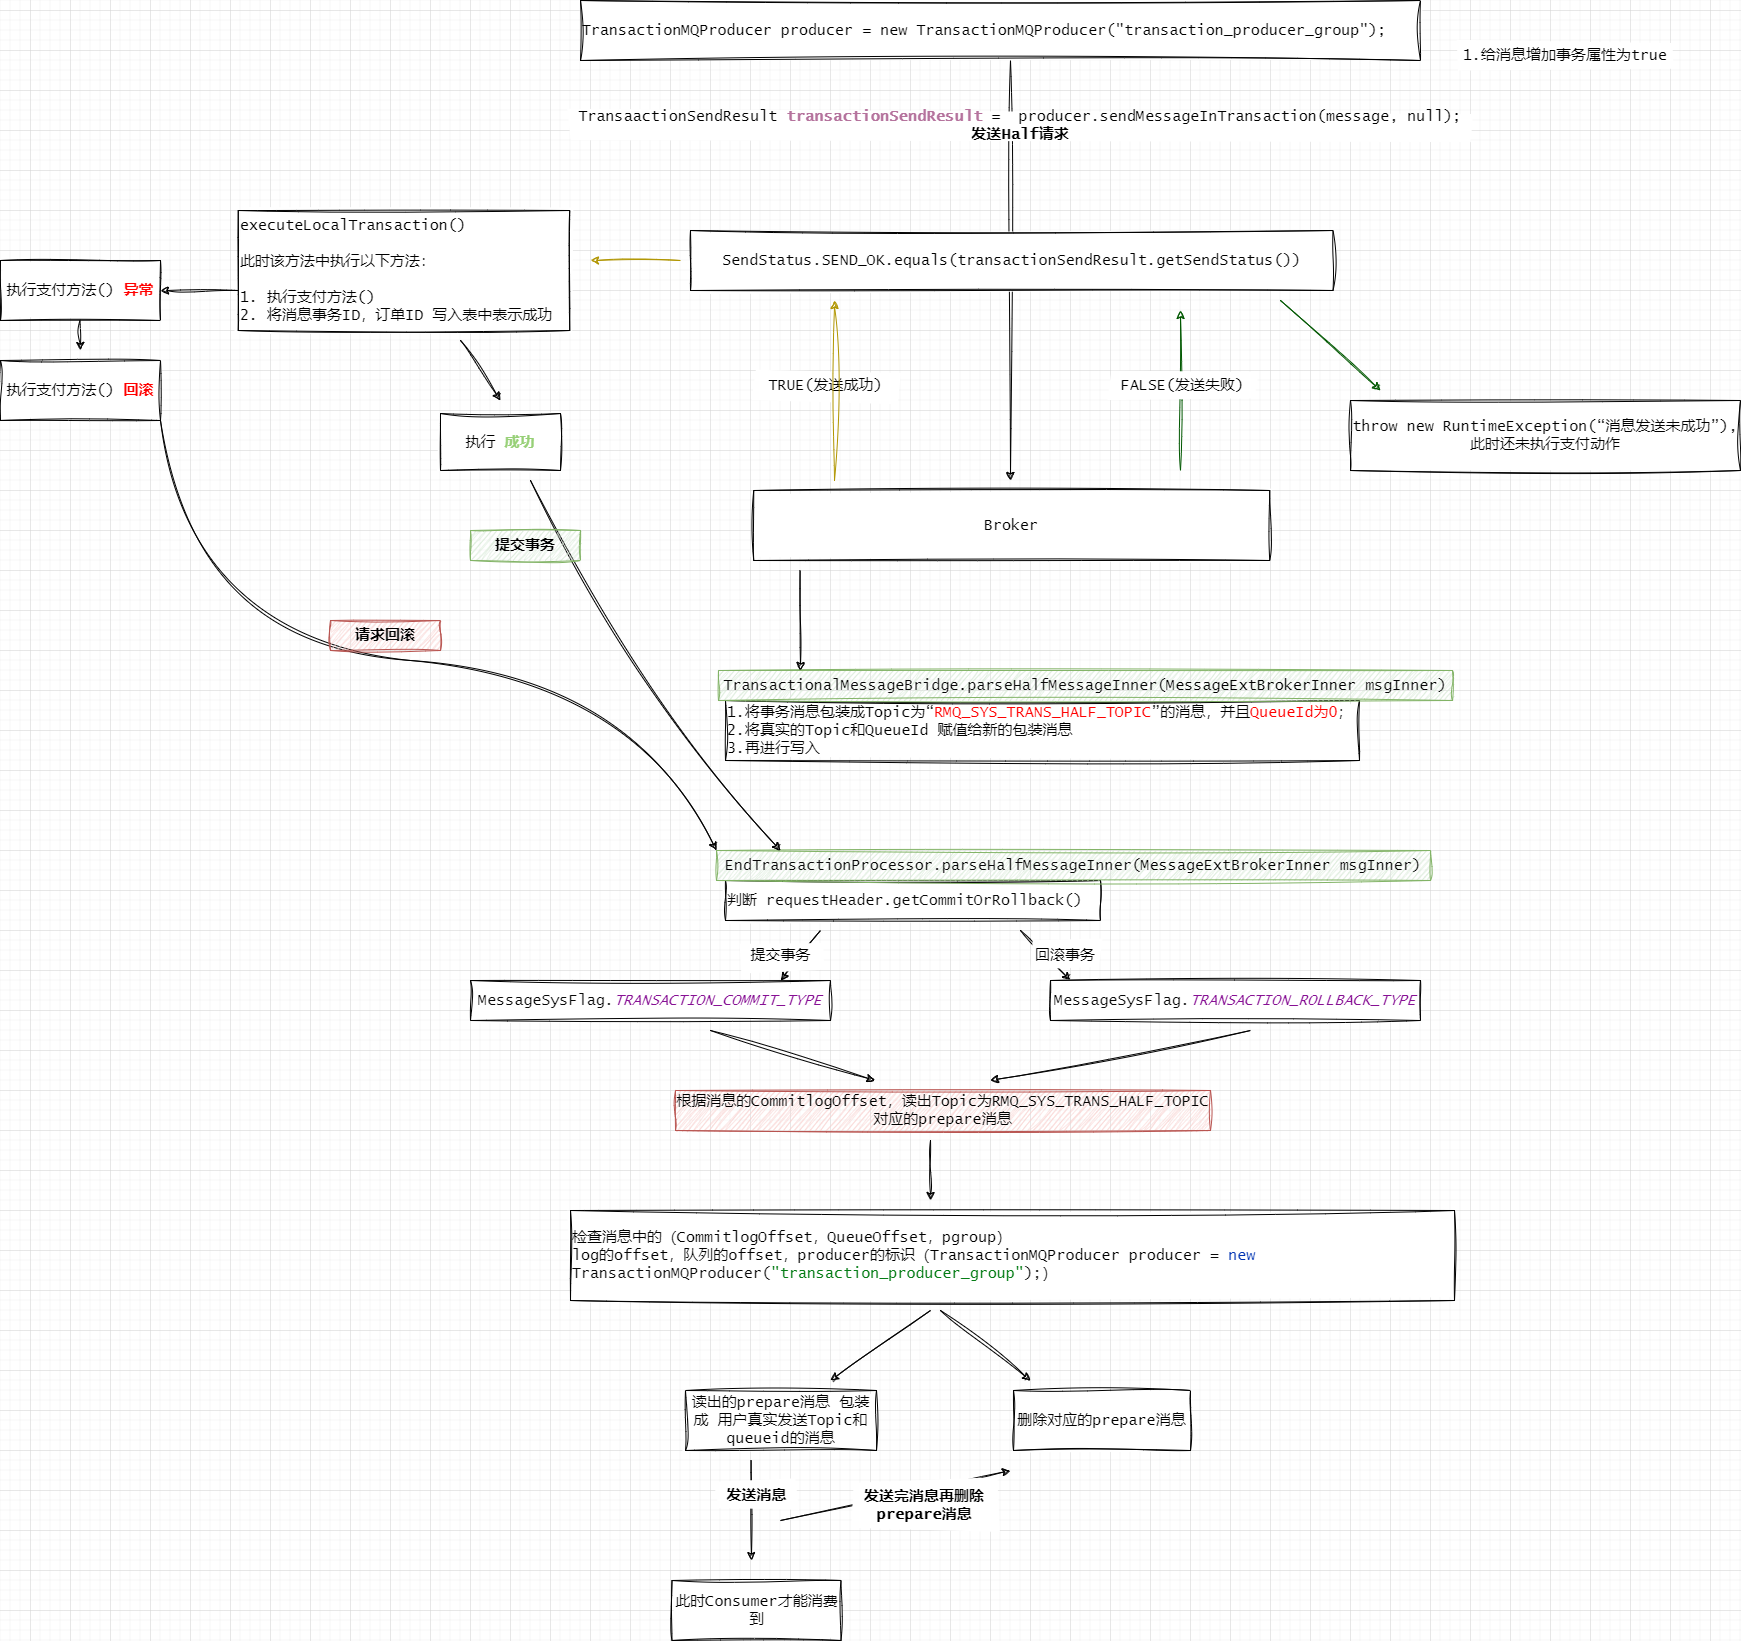 TransactionMQProducer producer = new TransactionMQProducer("transaction_producer_group");
1.给消息增加事务属性为true
TransaactionSendResult transactionSendResult = producer.sendMessageInTransaction(message, null);
发送Half请求
executeLocalTransaction()
此时该方法中执行以下方法:
1. 执行支付方法()
2. 将消息事务ID, 订单ID 写入表中表示成功
SendStatus.SEND_OK.equals(transactionSendResult.getSendStatus())
执行支付方法() 异常
执行支付方法() 回滚
TRUE(发送成功)
FALSE(发送失败)
执行 成功
throw new RuntimeException(“消息发送未成功”),
此时还未执行支付动作
Broker
提交事务
请求回滚
TransactionalMessageBridge.parseHalfMessageInner(MessageExtBrokerInner msgInner)
1.将事务消息包装成Topic为“RMQ_SYS_TRANS_HALF_TOPIC”的消息, 并且QueueId为0;
2.将真实的Topic和QueueId 赋值给新的包装消息
3.再进行写入
EndTransactionProcessor.parseHalfMessageInner(MessageExtBrokerInner msgInner)
判断 requestHeader.getCommitOrRollback()
提交事务
回滚事务
MessageSysFlag.TRANSACTION_COMMIT_TYPE
MessageSysFlag.TRANSACTION_ROLLBACK_TYPE
根据消息的CommitlogOffset, 读出Topic为RMQ_SYS_TRANS_HALF_TOPIC
对应的prepare消息
检查消息中的 (CommitlogOffset, QueueOffset, pgroup)
log的offset, 队列的offset, producer的标识 (TransactionMQProducer producer = new
TransactionMQProducer("transaction_producer_group");)
读出的prepare消息 包装
成 用户真实发送Topic和
queueid的消息
删除对应的prepare消息
发送消息
发送完消息再删除
prepare消息
此时Consumer才能消费
到